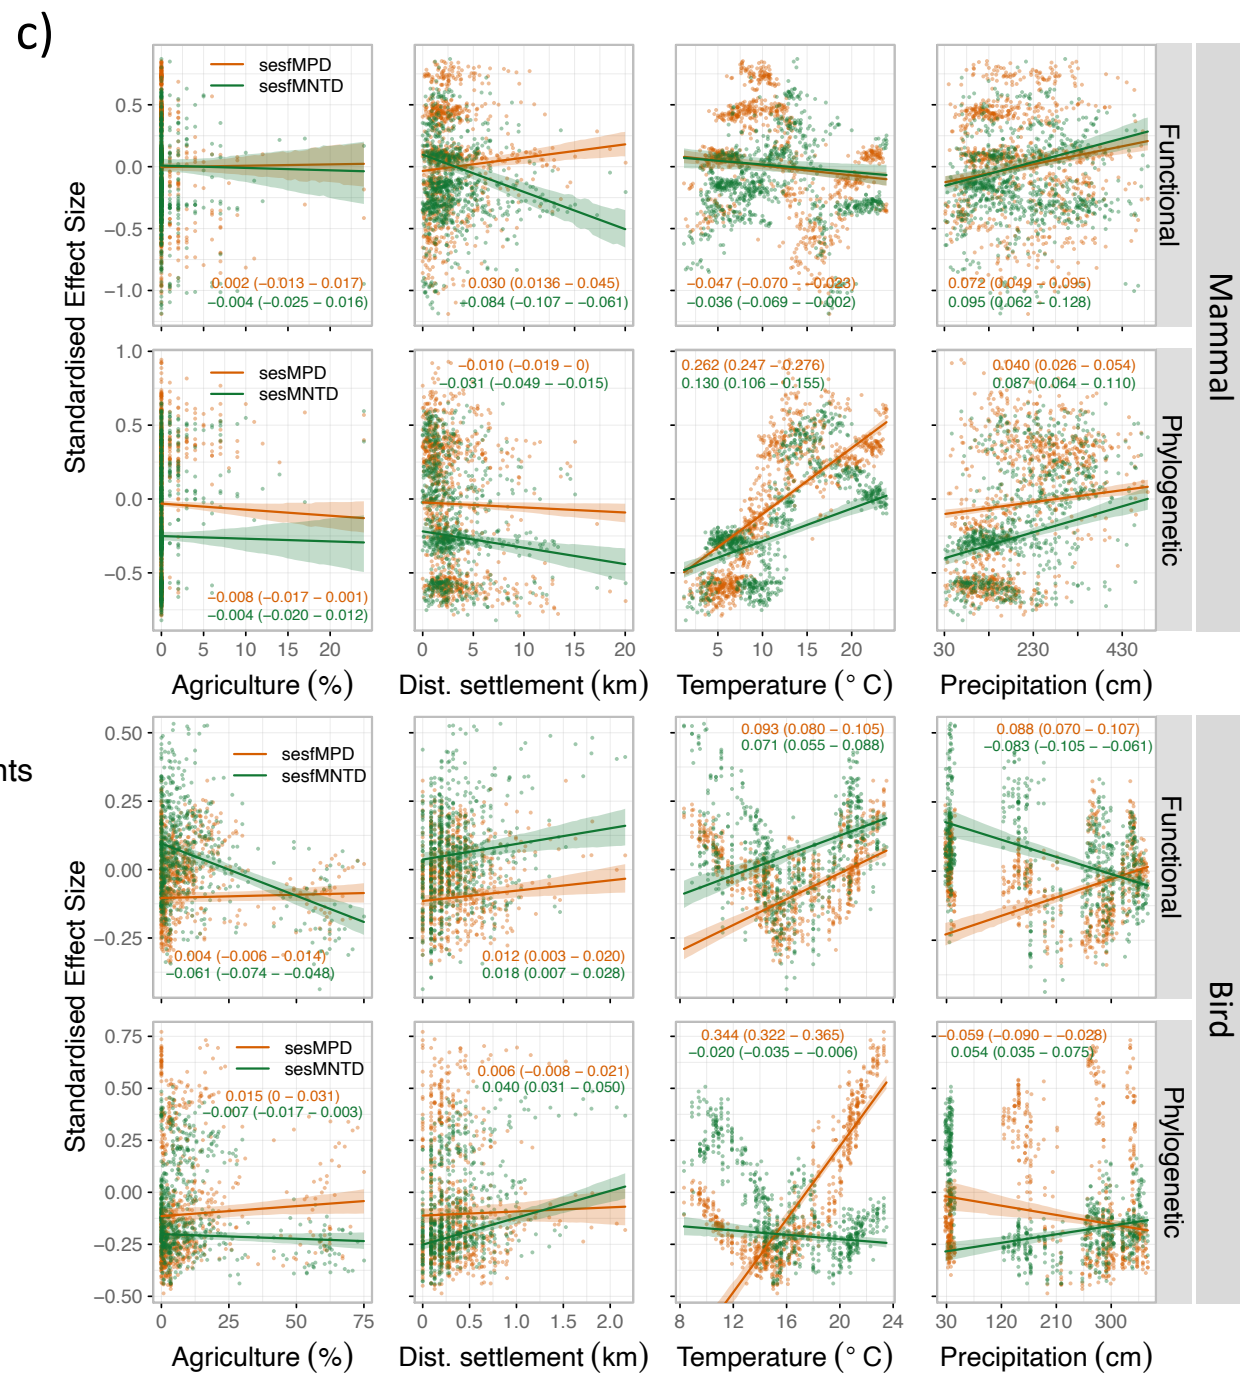 c)
sesfMPD
sesfMNTD
0.5
0.0
−0.5
−1.0
0.002 (−0.013 − 0.017)
−0.004 (−0.025 − 0.016)
0.030 (0.0136 − 0.045)
−0.084 (−0.107 − −0.061)
−0.047 (−0.070 − −0.023)
−0.036 (−0.069 − −0.002)
0.072 (0.049 − 0.095)
0.095 (0.062 − 0.128)
Functional
Mammal
Standardised Effect Size
1.0
0.5
0.0
−0.5
sesMPD
sesMNTD
−0.008 (−0.017 − 0.001)
−0.004 (−0.020 − 0.012)
−0.010 (−0.019 − 0)
−0.031 (−0.049 − −0.015)
0.262 (0.247 − 0.276)
0.130 (0.106 − 0.155)
0.040 (0.026 − 0.054)
0.087 (0.064 − 0.110)
Phylogenetic
0 5 10 15 20
0 5 10 15 20
5 10 15 20
30 230 430
Agriculture (%)
Dist. settlement (km)
Temperature (° C)
Precipitation (cm)
nts
0.50
0.25
0.00
−0.25
sesfMPD
sesfMNTD
0.004 (−0.006 − 0.014)
−0.061 (−0.074 − −0.048)
0.012 (0.003 − 0.020)
0.018 (0.007 − 0.028)
0.093 (0.080 − 0.105)
0.071 (0.055 − 0.088)
0.088 (0.070 − 0.107)
−0.083 (−0.105 − −0.061)
Functional
Bird
Standardised Effect Size
0.75
0.50
0.25
0.00
−0.25
−0.50
sesMPD
sesMNTD
0.015 (0 − 0.031)
−0.007 (−0.017 − 0.003)
0.006 (−0.008 − 0.021)
0.040 (0.031 − 0.050)
0.344 (0.322 − 0.365)
−0.020 (−0.035 − −0.006)
−0.059 (−0.090 − −0.028)
0.054 (0.035 − 0.075)
Phylogenetic
0 25 50 75
0 0.5 1.0 1.5 2.0
8 12 16 20 24
30 120 210 300
Agriculture (%)
Dist. settlement (km)
Temperature (° C)
Precipitation (cm)